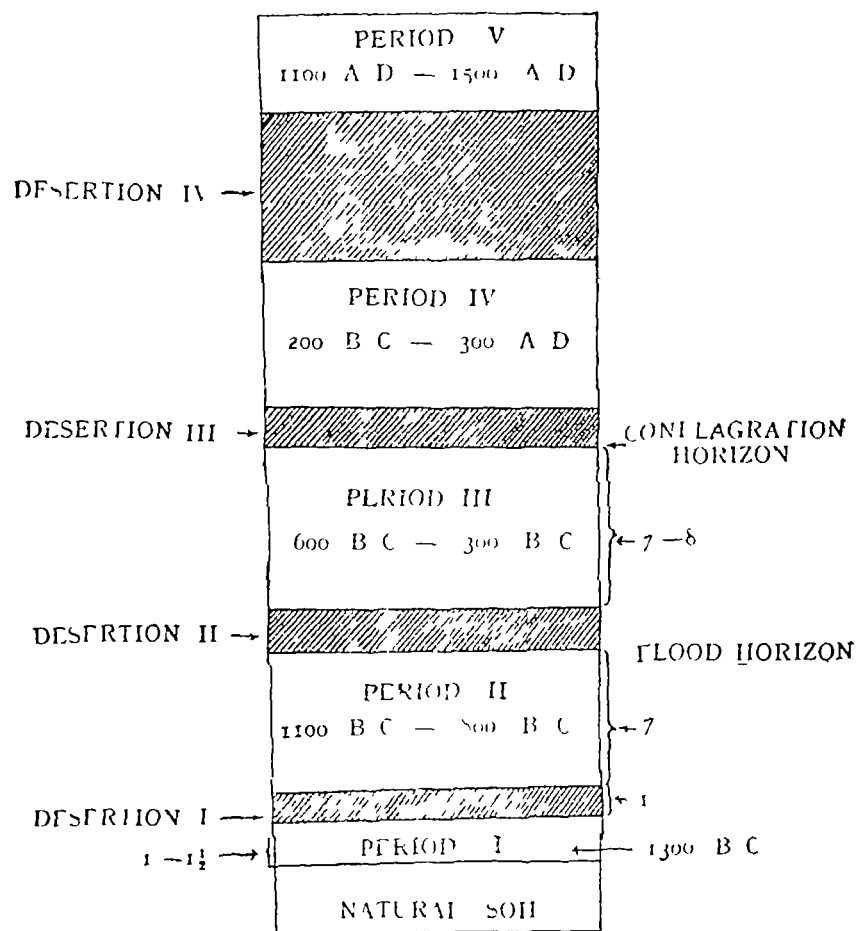 PERIOD V
1100 A D — 1500 A D
DESERTION IV
PERIOD IV
200 B C — 300 A D
DESERTION III
CONFLAGRATION
HORIZON
PERIOD III
600 B C — 300 B C
7 — 8
DESERTION II
FLOOD HORIZON
PERIOD II
1100 B C — 800 B C
7
1
DESERTION I
1 — 1½
PERIOD I
1300 B C
NATURAL SOIL